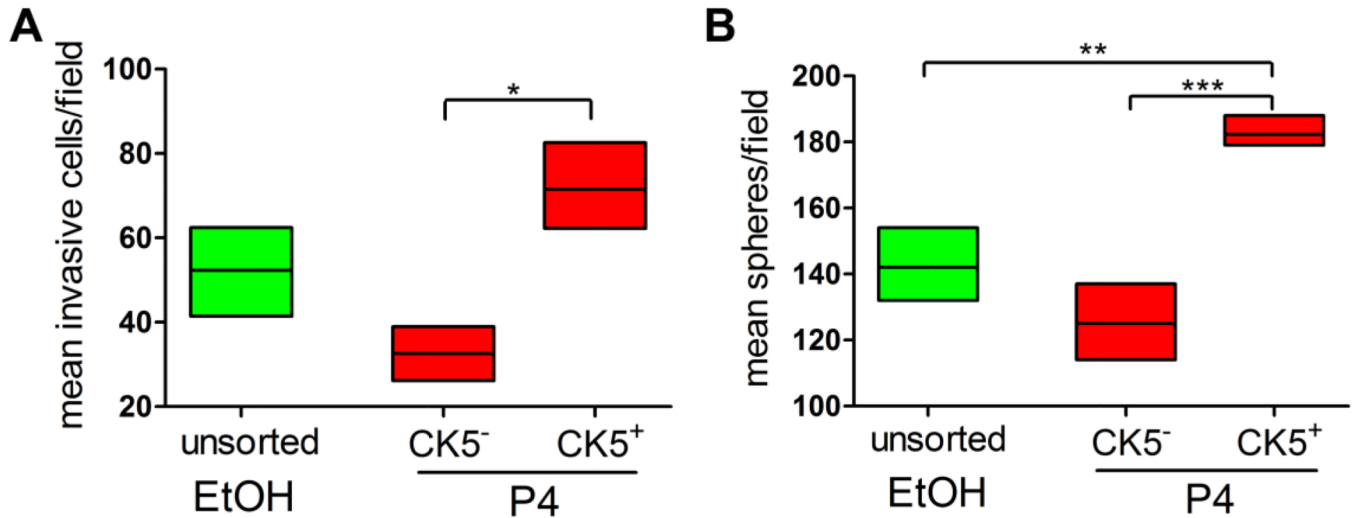 A
mean invasive cells/field
100
80
60
40
20
*
unsorted
CK5⁻
CK5⁺
EtOH
P4
B
mean spheres/field
200
180
160
140
120
100
**
***
unsorted
CK5⁻
CK5⁺
EtOH
P4